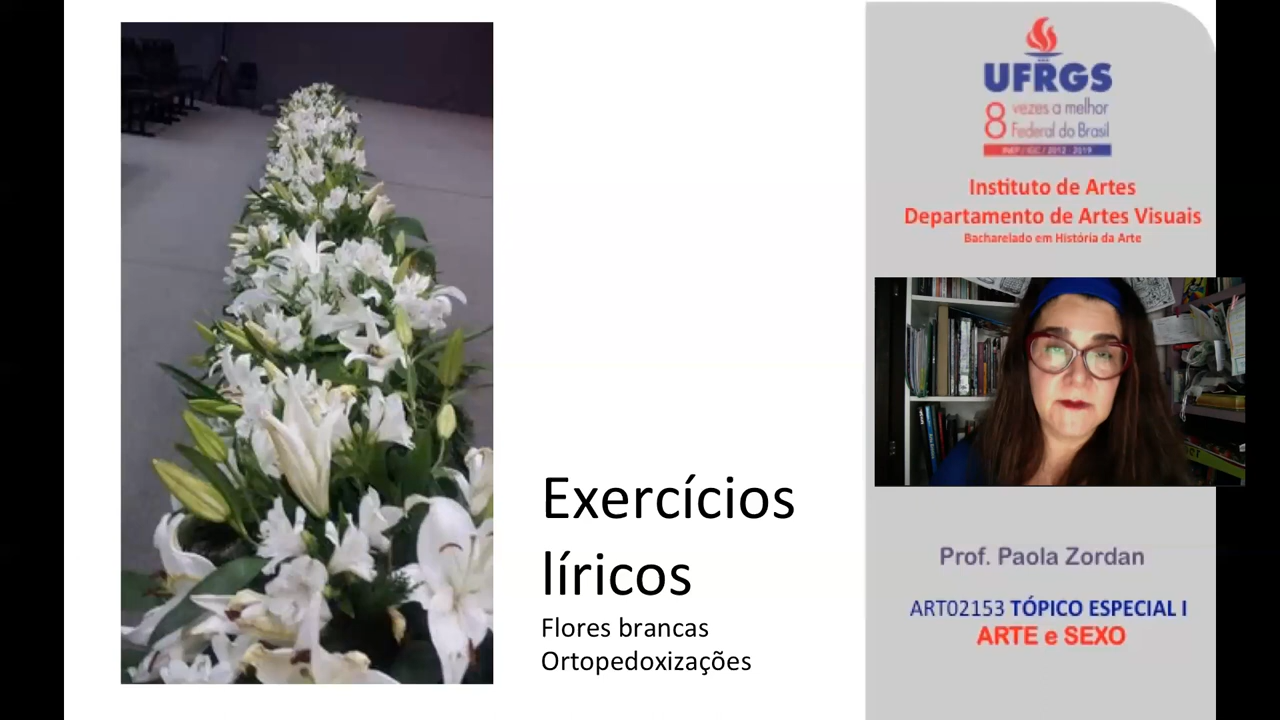 Exercícios
líricos
Flores brancas
Ortopedoxizações
UFRGS
8 vezes a melhor
Federal do Brasil
INEP / IGC / 2012 - 2019
Instituto de Artes
Departamento de Artes Visuais
Bacharelado em História da Arte
Prof. Paola Zordan
ART02153 TÓPICO ESPECIAL I
ARTE e SEXO